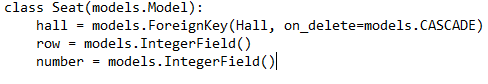 class Seat(models.Model):
    hall = models.ForeignKey(Hall, on_delete=models.CASCADE)
    row = models.IntegerField()
    number = models.IntegerField()